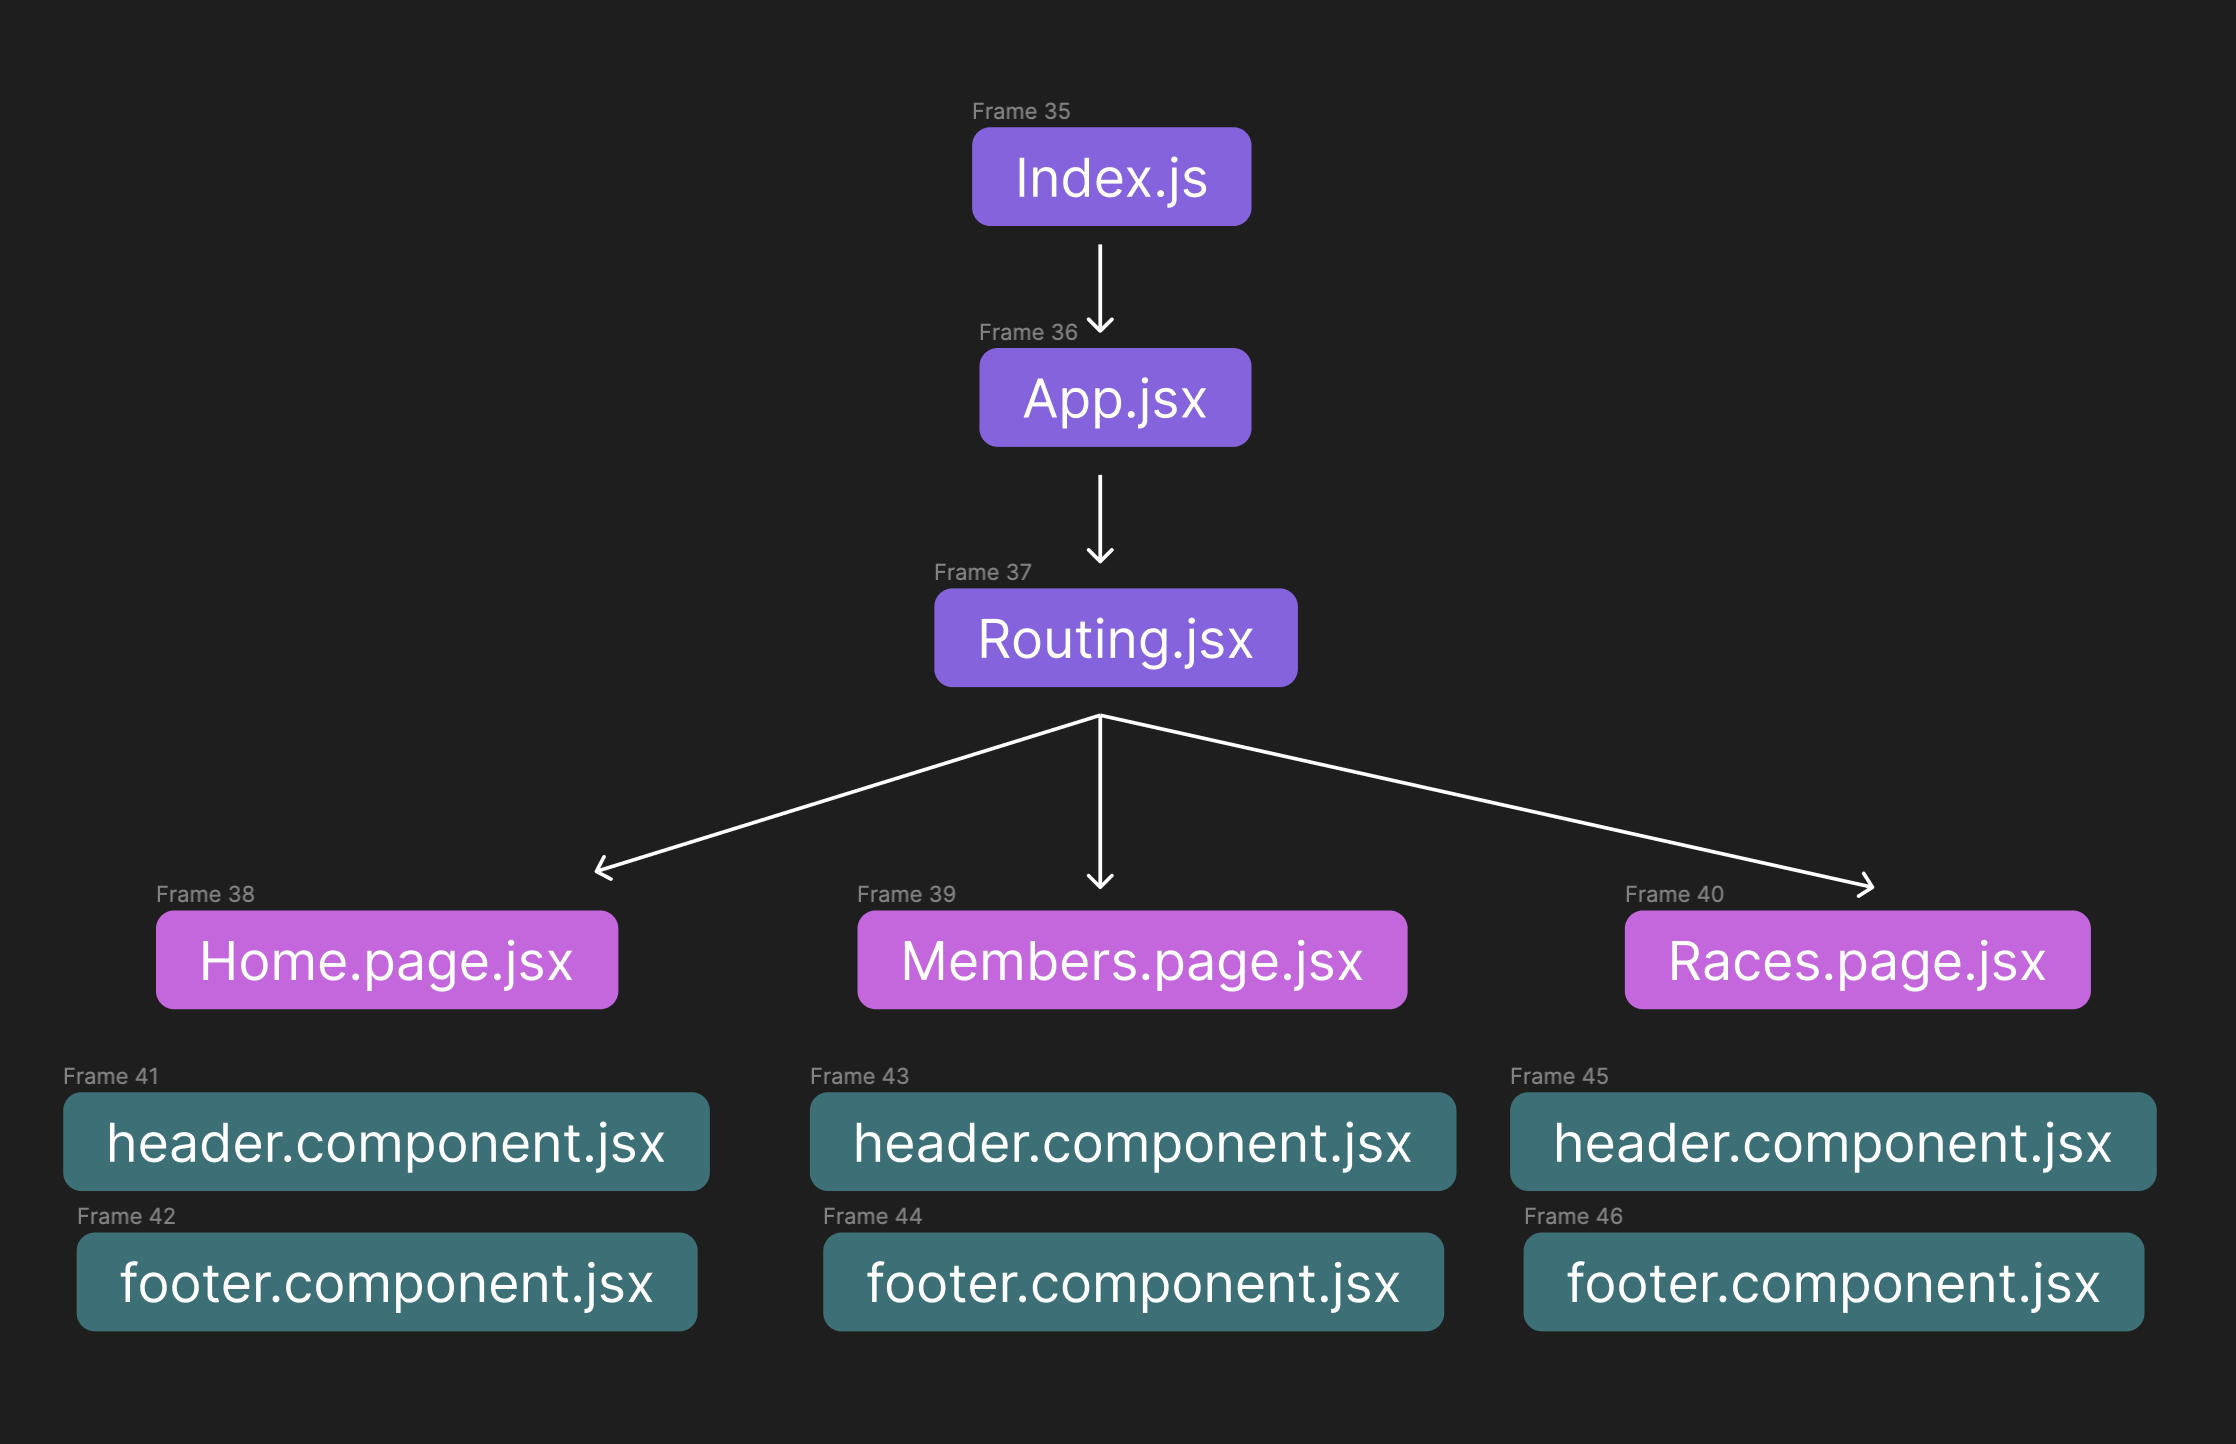 Frame 35
Index.js
Frame 36
App.jsx
Frame 37
Routing.jsx
Frame 38
Home.page.jsx
Frame 39
Members.page.jsx
Frame 40
Races.page.jsx
Frame 41
header.component.jsx
Frame 42
footer.component.jsx
Frame 43
header.component.jsx
Frame 44
footer.component.jsx
Frame 45
header.component.jsx
Frame 46
footer.component.jsx